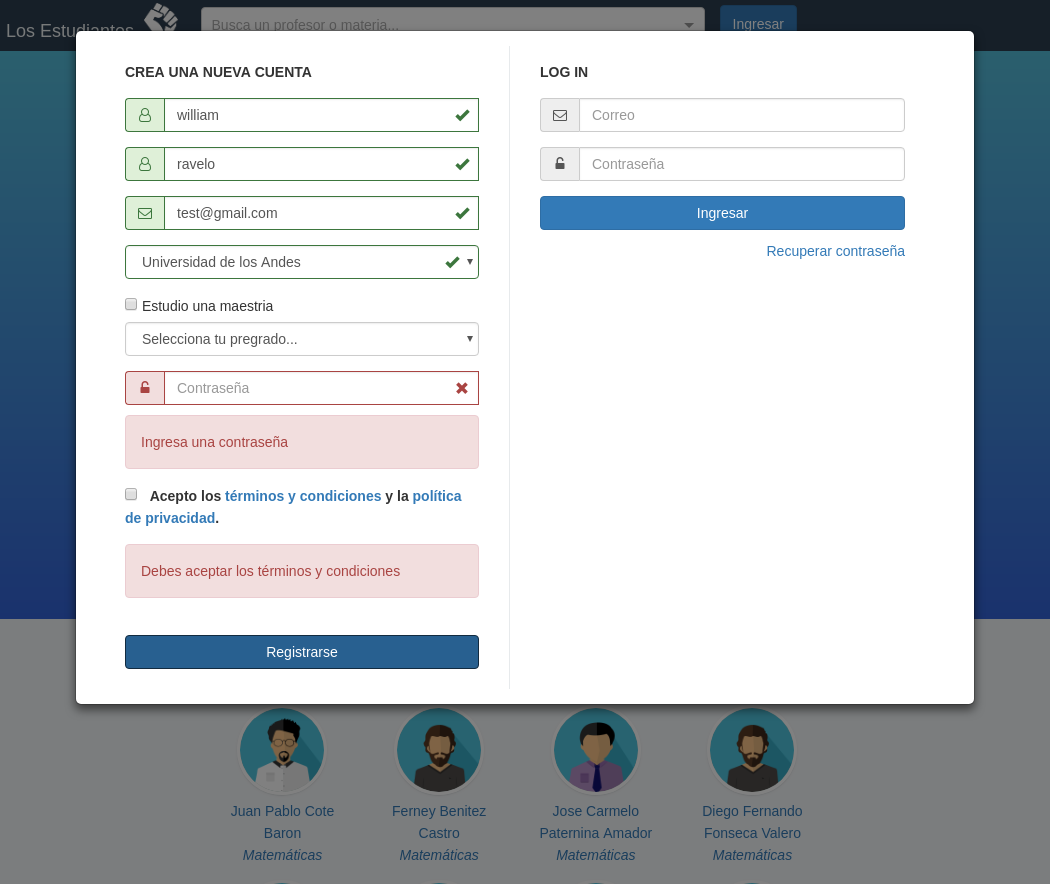 Los Estudiantes
Busca un profesor o materia...
Ingresar
CREA UNA NUEVA CUENTA
william
ravelo
test@gmail.com
Universidad de los Andes
Estudio una maestria
Selecciona tu pregrado...
Contraseña
Ingresa una contraseña
Acepto los términos y condiciones y la política
de privacidad.
Debes aceptar los términos y condiciones
Registrarse
LOG IN
Correo
Contraseña
Ingresar
Recuperar contraseña
Juan Pablo Cote
Baron
Matemáticas
Ferney Benitez
Castro
Matemáticas
Jose Carmelo
Paternina Amador
Matemáticas
Diego Fernando
Fonseca Valero
Matemáticas